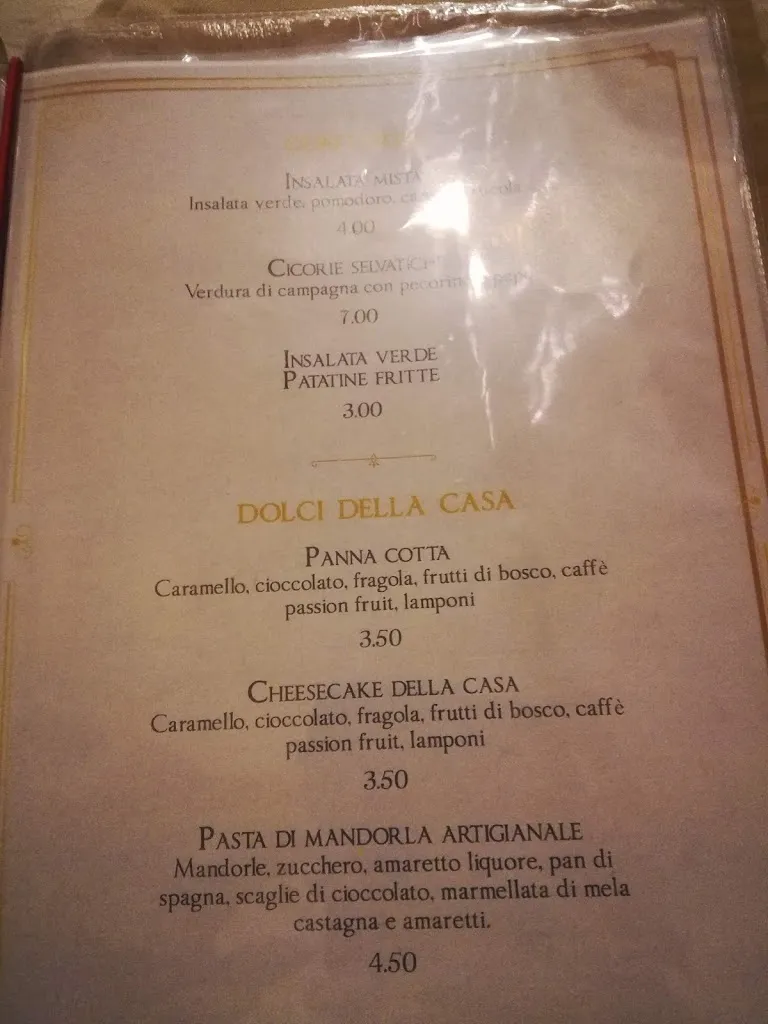 INSALATA MISTA
Insalata verde, pomodoro, rucola
4.00
CICORIE SELVATICHE
Verdura di campagna con pecorino
7.00
INSALATA VERDE
PATATINE FRITTE
3.00
DOLCI DELLA CASA
PANNA COTTA
Caramello, cioccolato, fragola, frutti di bosco, caffè
passion fruit, lamponi
3.50
CHEESECAKE DELLA CASA
Caramello, cioccolato, fragola, frutti di bosco, caffè
passion fruit, lamponi
3.50
PASTA DI MANDORLA ARTIGIANALE
Mandorle, zucchero, amaretto liquore, pan di
spagna, scaglie di cioccolato, marmellata di mela
castagna e amaretti.
4.50